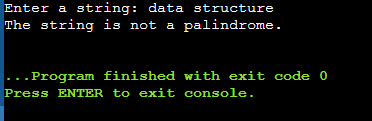 Enter a string: data structure
The string is not a palindrome.
...Program finished with exit code 0
Press ENTER to exit console.